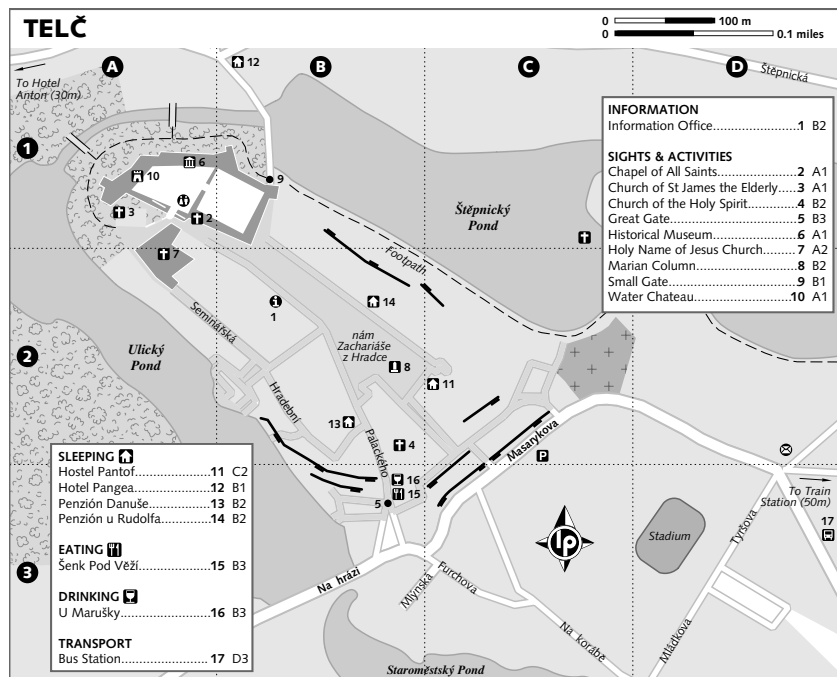 TELČ
0 100 m
0 0.1 miles
A
B
C
D
12
To Hotel
Anton (30m)
Štěpnická
INFORMATION
Information Office.......................1 B2
SIGHTS & ACTIVITIES
Chapel of All Saints.....................2 A1
Church of St James the Elderly...3 A1
Church of the Holy Spirit............4 B2
Great Gate..................................5 B3
Historical Museum......................6 A1
Holy Name of Jesus Church........7 A2
Marian Column...........................8 B2
Small Gate..................................9 B1
Water Chateau..........................10 A1
1
6
10
9
3
2
Štěpnický
Pond
7
Footpath
14
1
Seminářská
nám
Zachariáše
z Hradce
Ulický
Pond
2
8
11
Hradební
13
Palackého
4
Masarykova
P
SLEEPING
Hostel Pantof............................11 C2
Hotel Pangea............................12 B1
Penzión Danuše........................13 B2
Penzión u Rudolfa.....................14 B2
EATING
Šenk Pod Věží...........................15 B3
DRINKING
U Marušky................................16 B3
TRANSPORT
Bus Station...............................17 D3
16
15
5
To Train
Station (50m)
17
lp
Stadium
Tyršova
3
Na hrázi
Mlýnska
Furchova
Na korábě
Mládkova
Staroměstský Pond